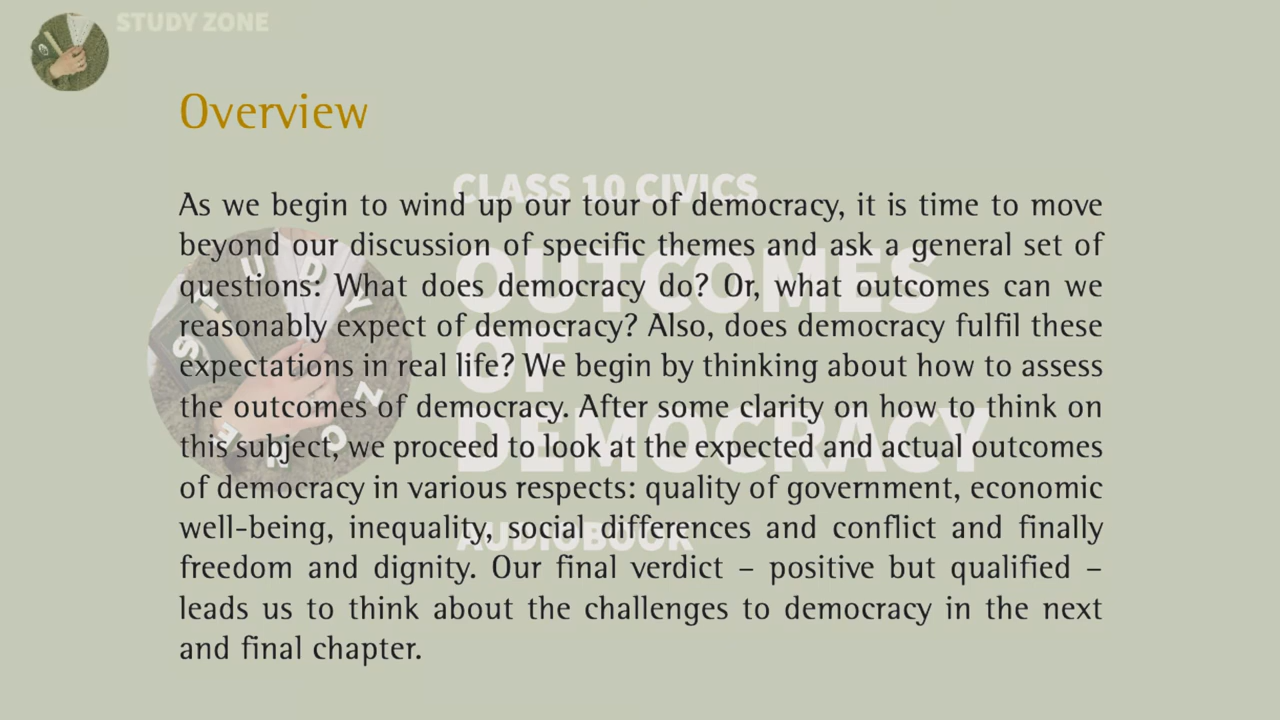 STUDY ZONE
Overview
CLASS 10 CIVICS
OUTCOMES
OF
DEMOCRACY
AUDIOBOOK
STUDY
ZONE
As we begin to wind up our tour of democracy, it is time to move
beyond our discussion of specific themes and ask a general set of
questions: What does democracy do? Or, what outcomes can we
reasonably expect of democracy? Also, does democracy fulfil these
expectations in real life? We begin by thinking about how to assess
the outcomes of democracy. After some clarity on how to think on
this subject, we proceed to look at the expected and actual outcomes
of democracy in various respects: quality of government, economic
well-being, inequality, social differences and conflict and finally
freedom and dignity. Our final verdict – positive but qualified –
leads us to think about the challenges to democracy in the next
and final chapter.